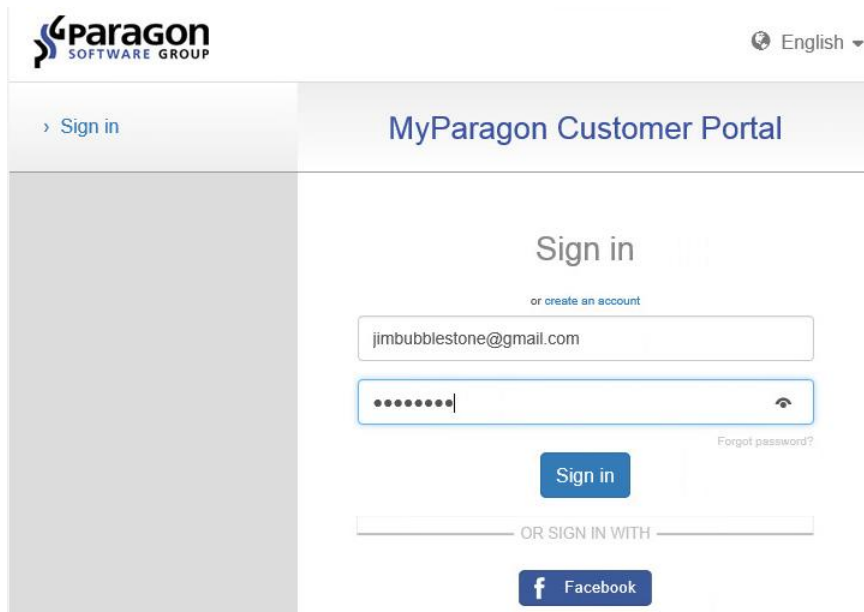 Paragon
SOFTWARE GROUP
English
› Sign in
MyParagon Customer Portal
Sign in
or create an account
jimbubblestone@gmail.com
••••••••
Forgot password?
Sign in
OR SIGN IN WITH
f Facebook